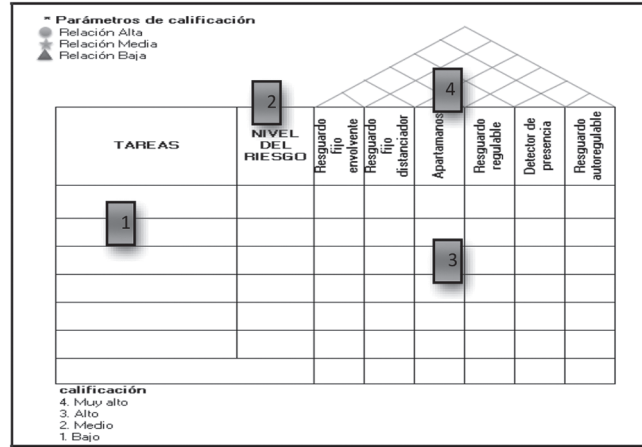 * Parámetros de calificación
Relación Alta
Relación Media
Relación Baja
2
4
TAREAS
NIVEL
DEL
RIESGO
Resguardo
fijo
envolvente
Resguardo
fijo
distanciador
Apartamanos
Resguardo
regulable
Detector de
presencia
Resguardo
autoregulable
1
3
calificación
4. Muy alto
3. Alto
2. Medio
1. Bajo